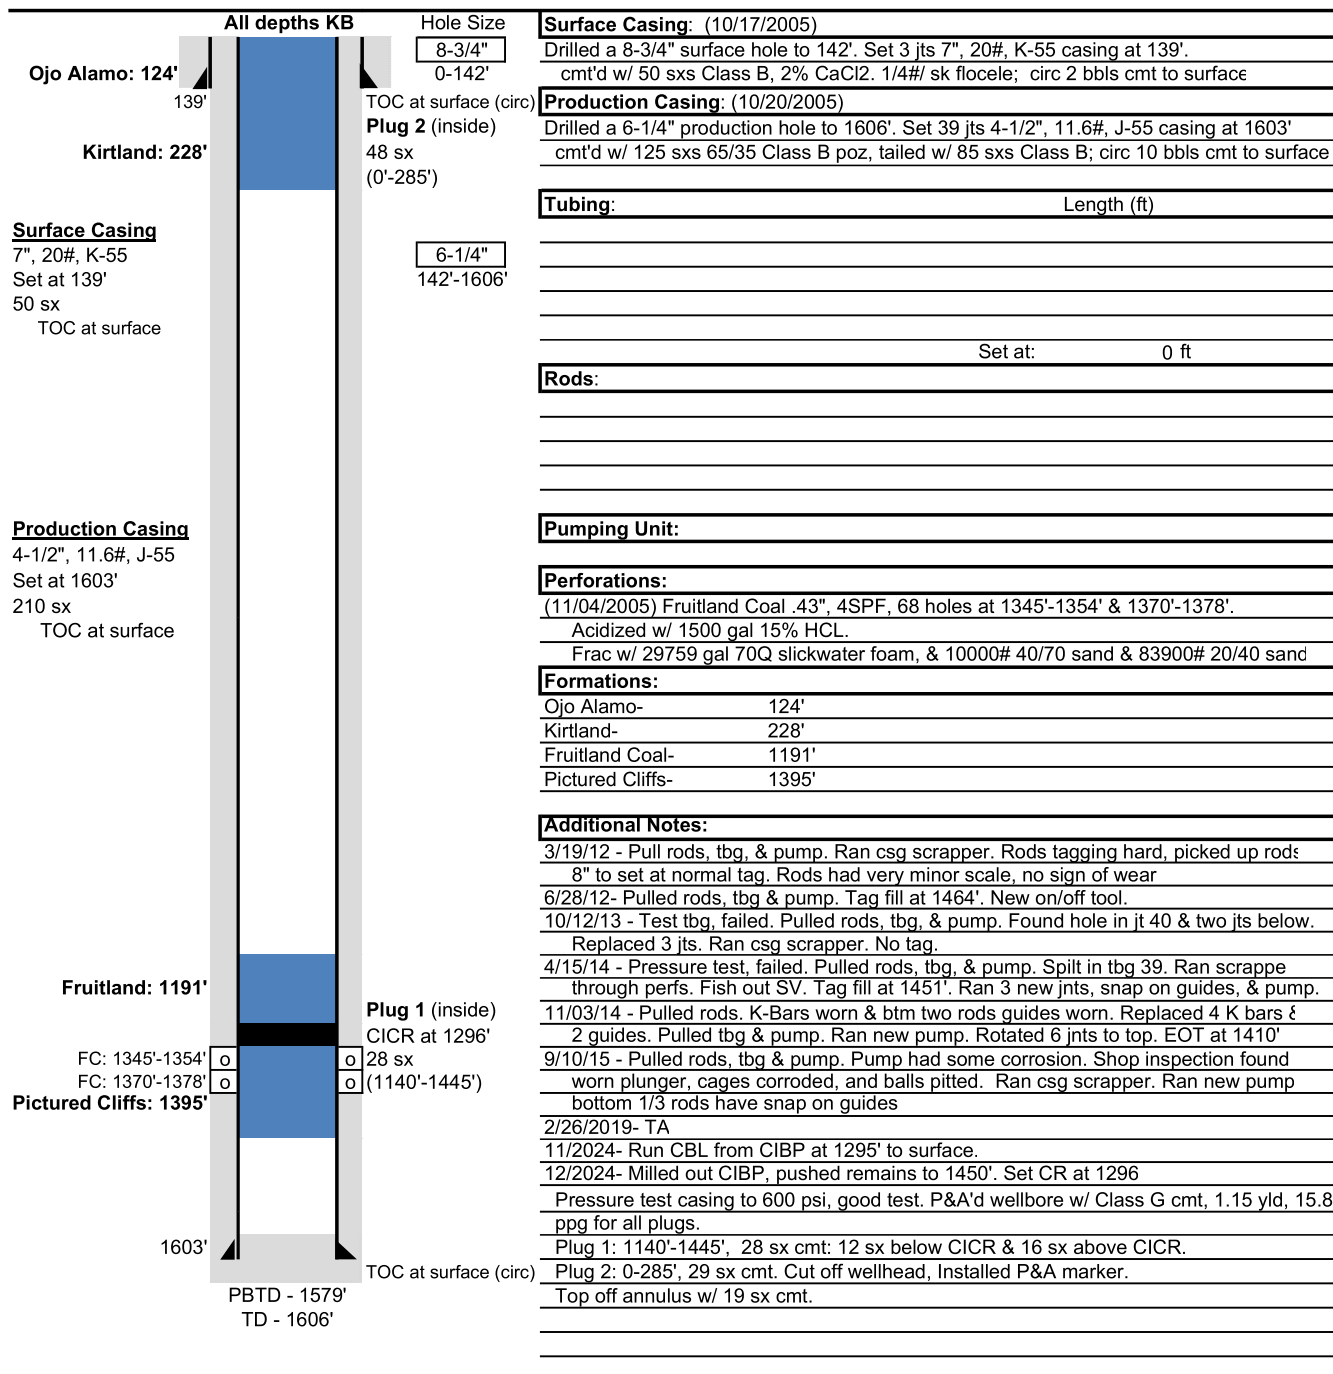 All depths KB
Hole Size
8-3/4"
0-142'
Ojo Alamo: 124'
139'
TOC at surface (circ)
Plug 2 (inside)
Kirtland: 228'
48 sx
(0'-285')
Surface Casing
7", 20#, K-55
Set at 139'
50 sx
TOC at surface
6-1/4"
142'-1606'
Production Casing
4-1/2", 11.6#, J-55
Set at 1603'
210 sx
TOC at surface
Fruitland: 1191'
Plug 1 (inside)
CICR at 1296'
FC: 1345'-1354' o o 28 sx
FC: 1370'-1378' o o (1140'-1445')
Pictured Cliffs: 1395'
1603'
TOC at surface (circ)
PBTD - 1579'
TD - 1606'
Surface Casing: (10/17/2005)
Drilled a 8-3/4" surface hole to 142'. Set 3 jts 7", 20#, K-55 casing at 139'.
cmt'd w/ 50 sxs Class B, 2% CaCl2. 1/4#/ sk flocele; circ 2 bbls cmt to surface
Production Casing: (10/20/2005)
Drilled a 6-1/4" production hole to 1606'. Set 39 jts 4-1/2", 11.6#, J-55 casing at 1603'
cmt'd w/ 125 sxs 65/35 Class B poz, tailed w/ 85 sxs Class B; circ 10 bbls cmt to surface
Tubing: Length (ft)
Set at: 0 ft
Rods:
Pumping Unit:
Perforations:
(11/04/2005) Fruitland Coal .43", 4SPF, 68 holes at 1345'-1354' & 1370'-1378'.
Acidized w/ 1500 gal 15% HCL.
Frac w/ 29759 gal 70Q slickwater foam, & 10000# 40/70 sand & 83900# 20/40 sand
Formations:
Ojo Alamo- 124'
Kirtland- 228'
Fruitland Coal- 1191'
Pictured Cliffs- 1395'
Additional Notes:
3/19/12 - Pull rods, tbg, & pump. Ran csg scrapper. Rods tagging hard, picked up rods
8" to set at normal tag. Rods had very minor scale, no sign of wear
6/28/12- Pulled rods, tbg & pump. Tag fill at 1464'. New on/off tool.
10/12/13 - Test tbg, failed. Pulled rods, tbg, & pump. Found hole in jt 40 & two jts below.
Replaced 3 jts. Ran csg scrapper. No tag.
4/15/14 - Pressure test, failed. Pulled rods, tbg, & pump. Spilt in tbg 39. Ran scrappe
through perfs. Fish out SV. Tag fill at 1451'. Ran 3 new jnts, snap on guides, & pump.
11/03/14 - Pulled rods. K-Bars worn & btm two rods guides worn. Replaced 4 K bars &
2 guides. Pulled tbg & pump. Ran new pump. Rotated 6 jnts to top. EOT at 1410'
9/10/15 - Pulled rods, tbg & pump. Pump had some corrosion. Shop inspection found
worn plunger, cages corroded, and balls pitted. Ran csg scrapper. Ran new pump
bottom 1/3 rods have snap on guides
2/26/2019- TA
11/2024- Run CBL from CIBP at 1295' to surface.
12/2024- Milled out CIBP, pushed remains to 1450'. Set CR at 1296
Pressure test casing to 600 psi, good test. P&A'd wellbore w/ Class G cmt, 1.15 yld, 15.8
ppg for all plugs.
Plug 1: 1140'-1445', 28 sx cmt: 12 sx below CICR & 16 sx above CICR.
Plug 2: 0-285', 29 sx cmt. Cut off wellhead, Installed P&A marker.
Top off annulus w/ 19 sx cmt.